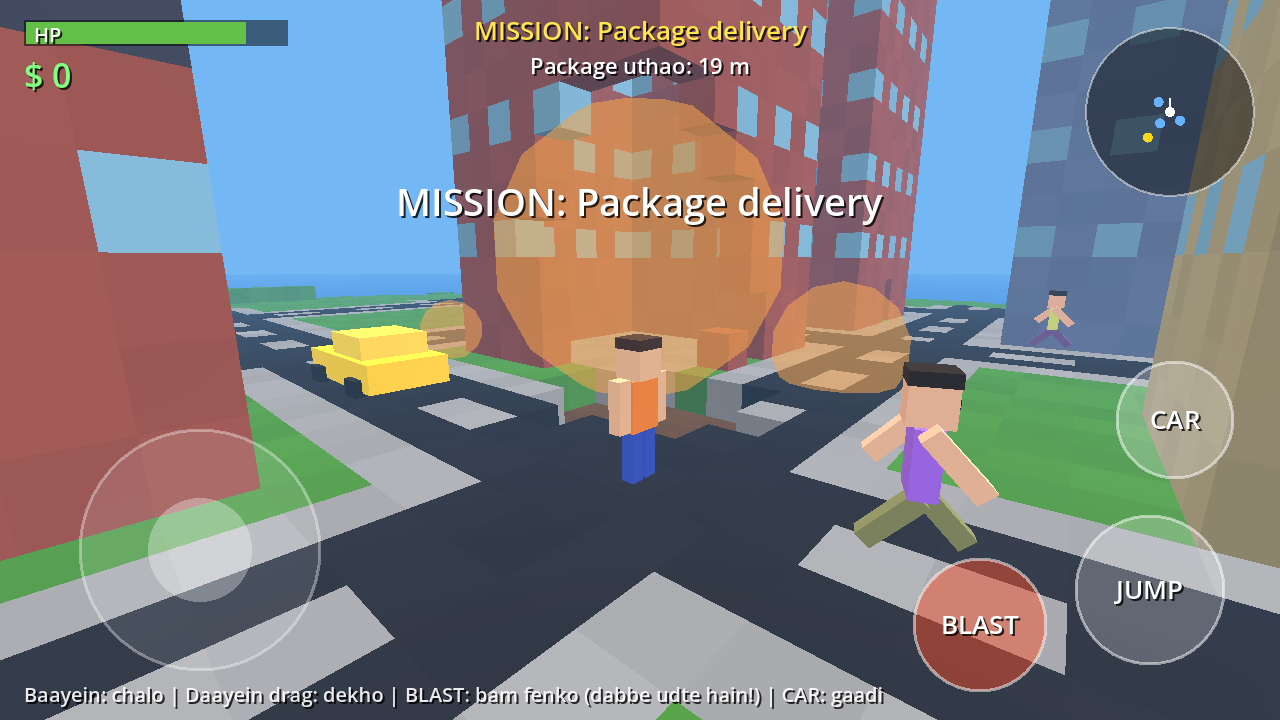 HP
$ 0
MISSION: Package delivery
Package uthao: 19 m
MISSION: Package delivery
CAR
JUMP
BLAST
Baayein: chalo | Daayein drag: dekho | BLAST: bam fenko (dabbe udte hain!) | CAR: gaadi